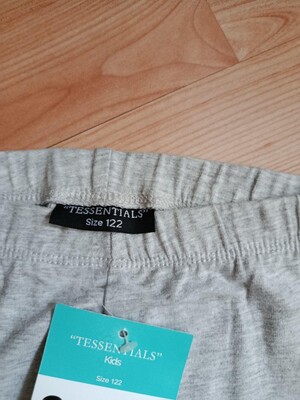 "TESSENTIALS"
Size 122
"TESSENTIALS"
Kids
Size 122